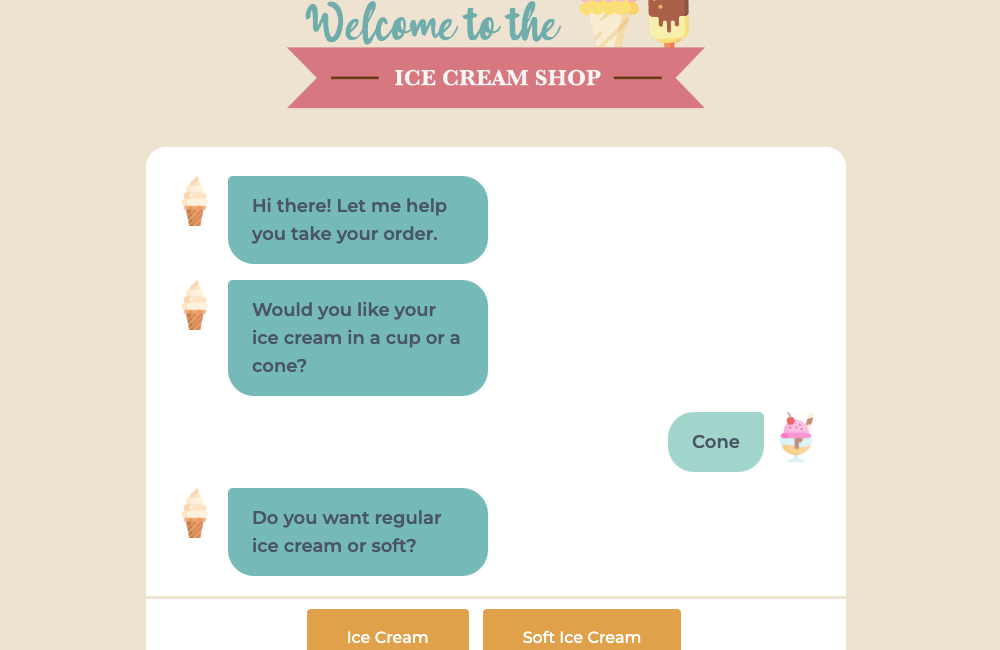 Welcome to the
ICE CREAM SHOP
Hi there! Let me help
you take your order.
Would you like your
ice cream in a cup or a
cone?
Cone
Do you want regular
ice cream or soft?
Ice Cream
Soft Ice Cream